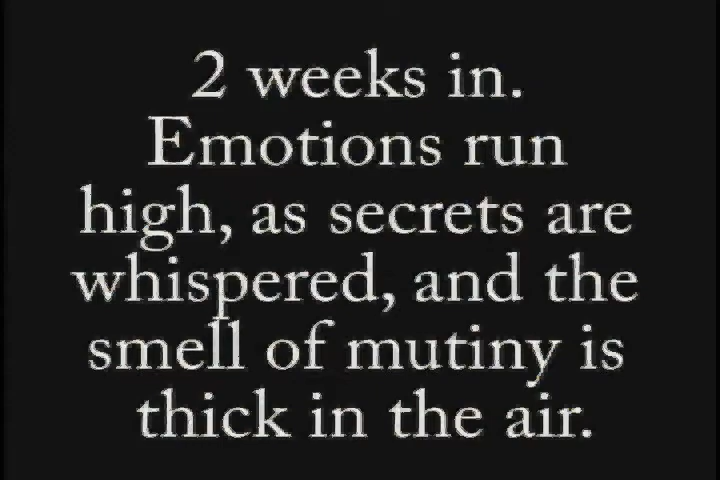 2 weeks in.
Emotions run
high, as secrets are
whispered, and the
smell of mutiny is
thick in the air.